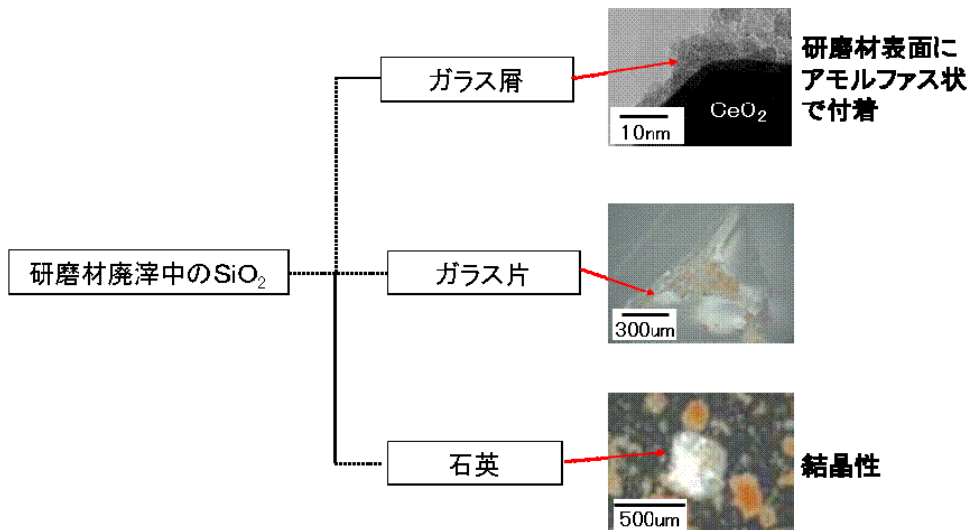 ガラス屑
CeO₂
10nm
研磨材表面に
アモルファス状
で付着
研磨材廃滓中のSiO₂
ガラス片
300um
石英
500um
結晶性